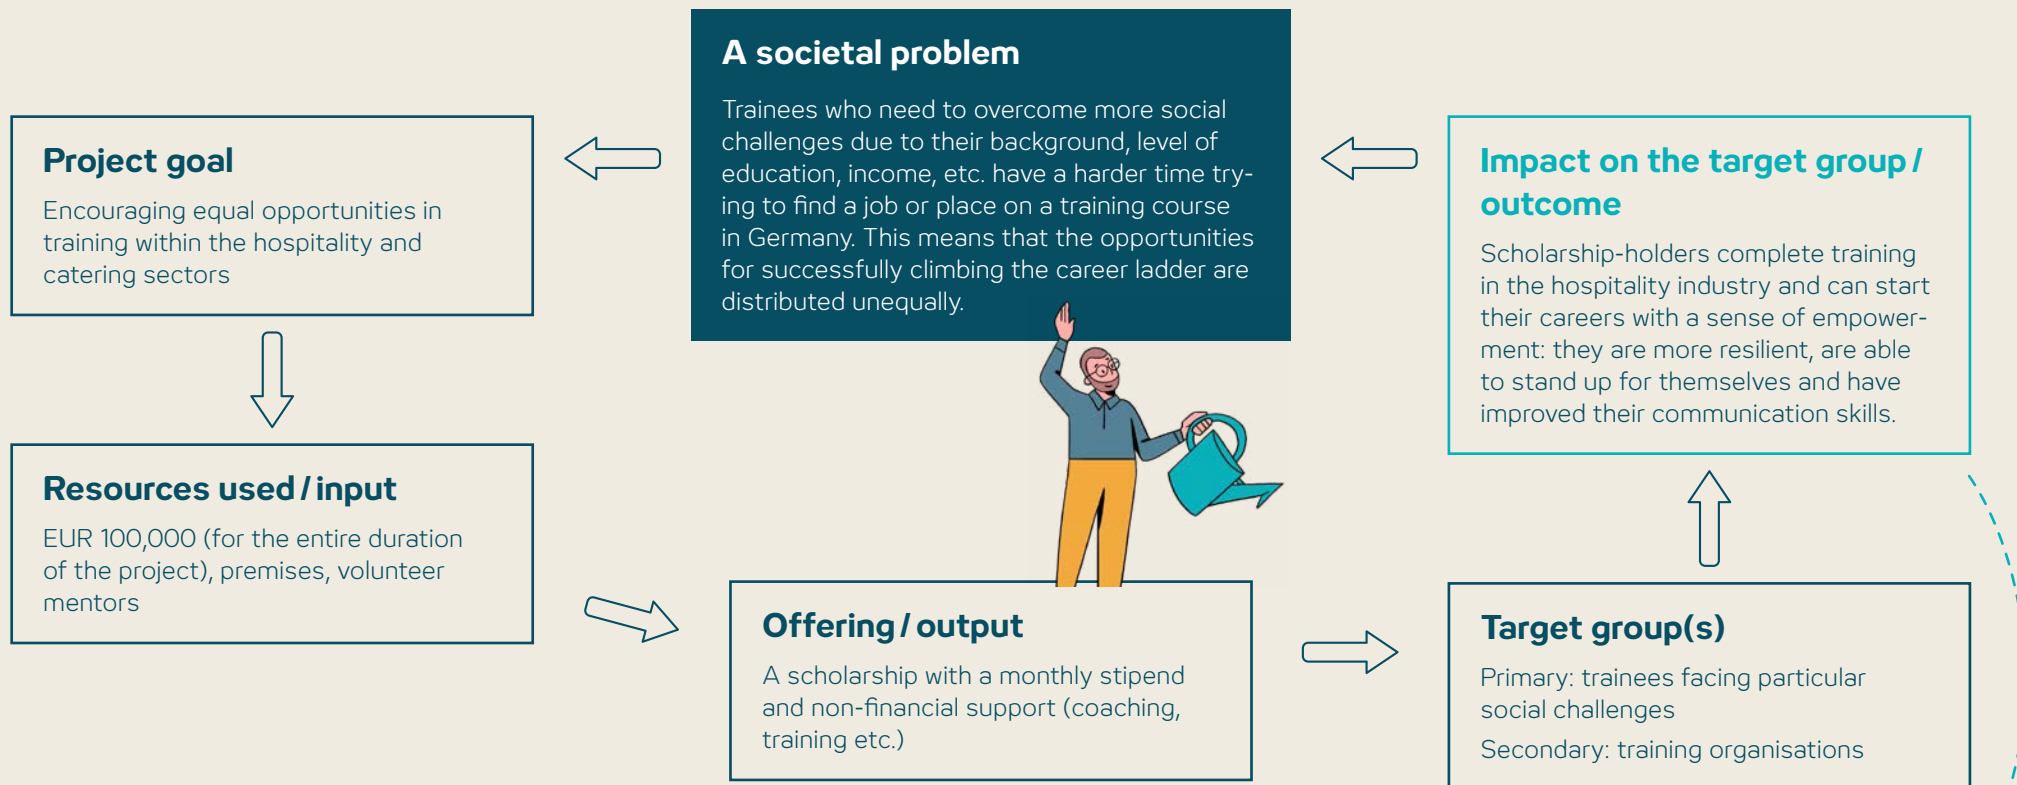 A societal problem
Trainees who need to overcome more social
challenges due to their background, level of
education, income, etc. have a harder time try-
ing to find a job or place on a training course
in Germany. This means that the opportunities
for successfully climbing the career ladder are
distributed unequally.
Project goal
Encouraging equal opportunities in
training within the hospitality and
catering sectors
Resources used / input
EUR 100,000 (for the entire duration
of the project), premises, volunteer
mentors
Offering / output
A scholarship with a monthly stipend
and non-financial support (coaching,
training etc.)
Target group(s)
Primary: trainees facing particular
social challenges
Secondary: training organisations
Impact on the target group /
outcome
Scholarship-holders complete training
in the hospitality industry and can start
their careers with a sense of empower-
ment: they are more resilient, are able
to stand up for themselves and have
improved their communication skills.